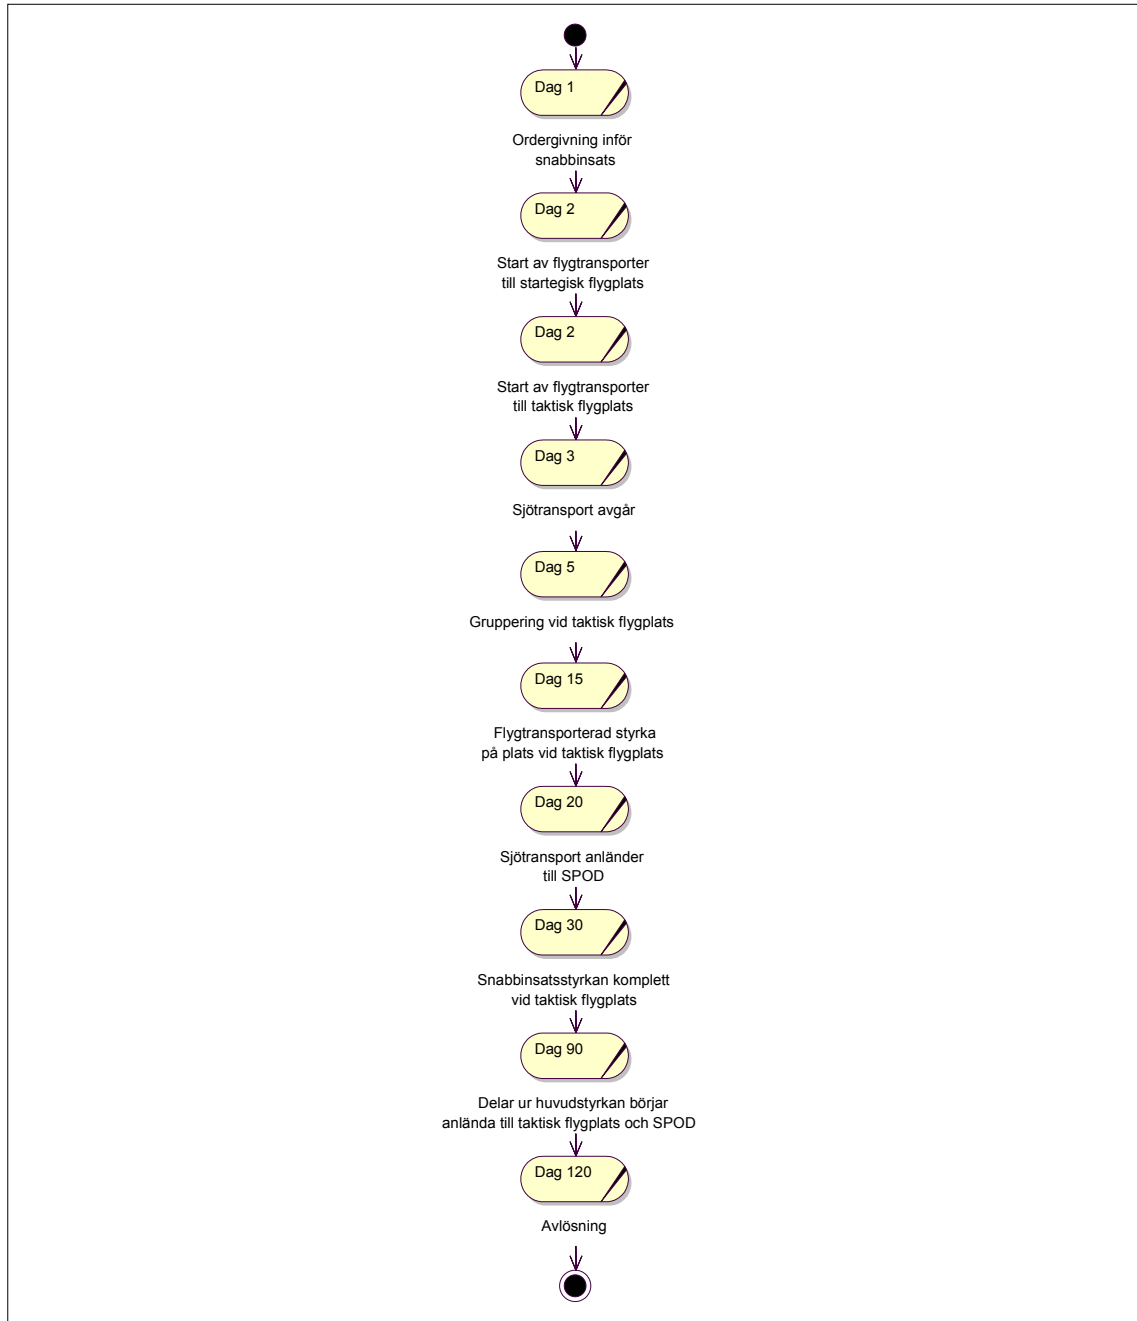 Dag 1
Ordergivning inför
snabbinsats
Dag 2
Start av flygtransporter
till startegisk flygplats
Dag 2
Start av flygtransporter
till taktisk flygplats
Dag 3
Sjötransport avgår
Dag 5
Gruppering vid taktisk flygplats
Dag 15
Flygtransporterad styrka
på plats vid taktisk flygplats
Dag 20
Sjötransport anländer
till SPOD
Dag 30
Snabbinsatsstyrkan komplett
vid taktisk flygplats
Dag 90
Delar ur huvudstyrkan börjar
anlända till taktisk flygplats och SPOD
Dag 120
Avlösning